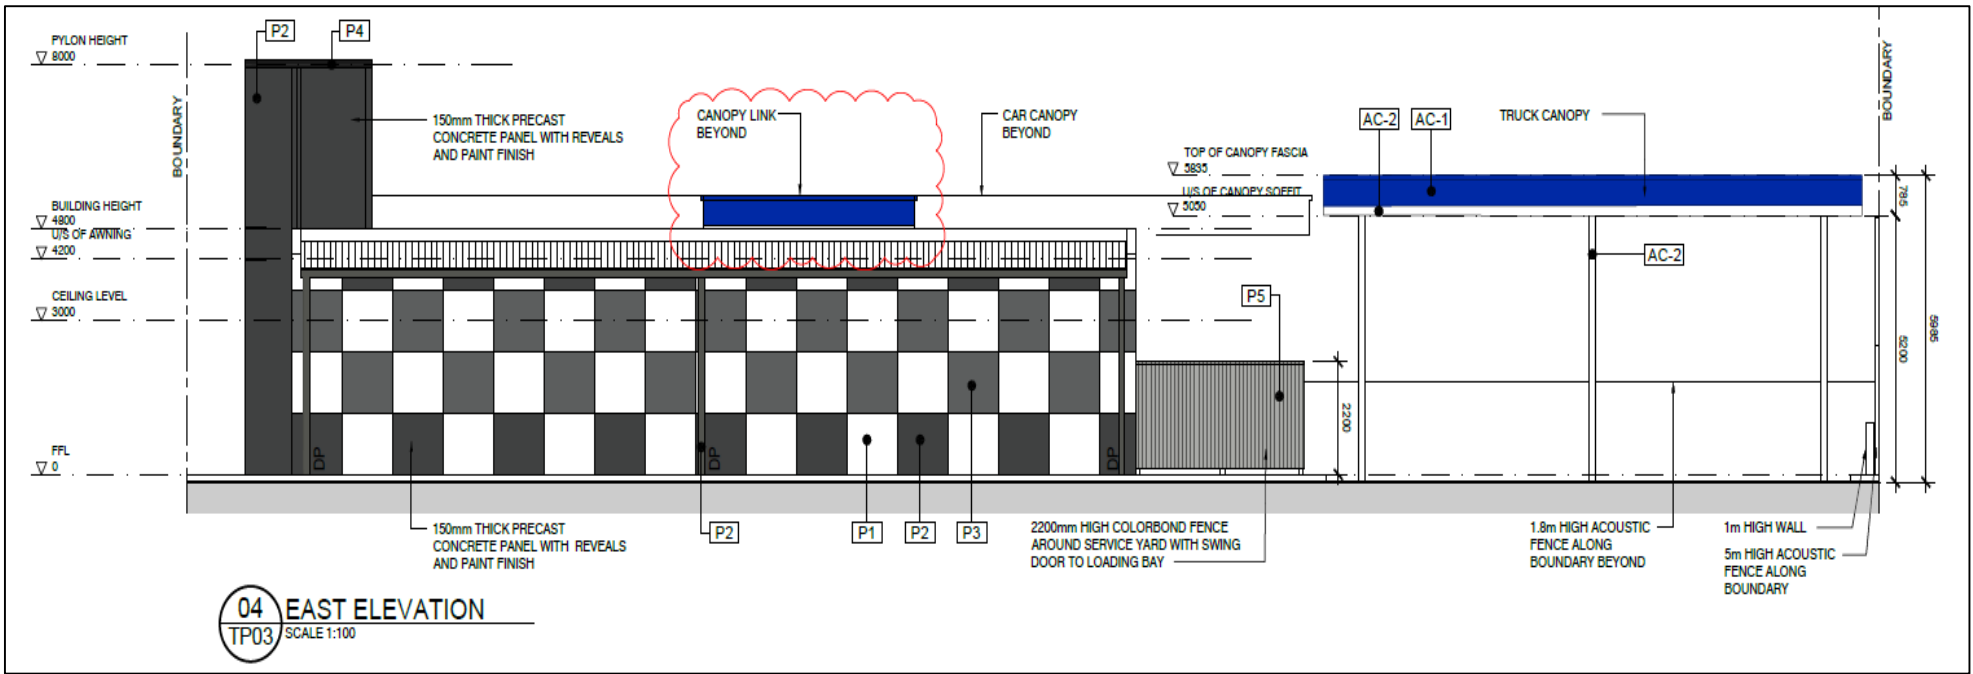 P2
P4
PYLON HEIGHT
8000
BOUNDARY
150mm THICK PRECAST
CONCRETE PANEL WITH REVEALS
AND PAINT FINISH
CANOPY LINK
BEYOND
CAR CANOPY
BEYOND
AC-2
AC-1
TRUCK CANOPY
BOUNDARY
TOP OF CANOPY FASCIA
5835
U/S OF CANOPY SOFFIT
5050
785
BUILDING HEIGHT
4800
U/S OF AWNING
4200
AC-2
CEILING LEVEL
3000
P5
5200
5985
2200
FFL
0
DP
DP
DP
150mm THICK PRECAST
CONCRETE PANEL WITH REVEALS
AND PAINT FINISH
P2
P1
P2
P3
2200mm HIGH COLORBOND FENCE
AROUND SERVICE YARD WITH SWING
DOOR TO LOADING BAY
1.8m HIGH ACOUSTIC
FENCE ALONG
BOUNDARY BEYOND
1m HIGH WALL
5m HIGH ACOUSTIC
FENCE ALONG
BOUNDARY
04
TP03
EAST ELEVATION
SCALE 1:100